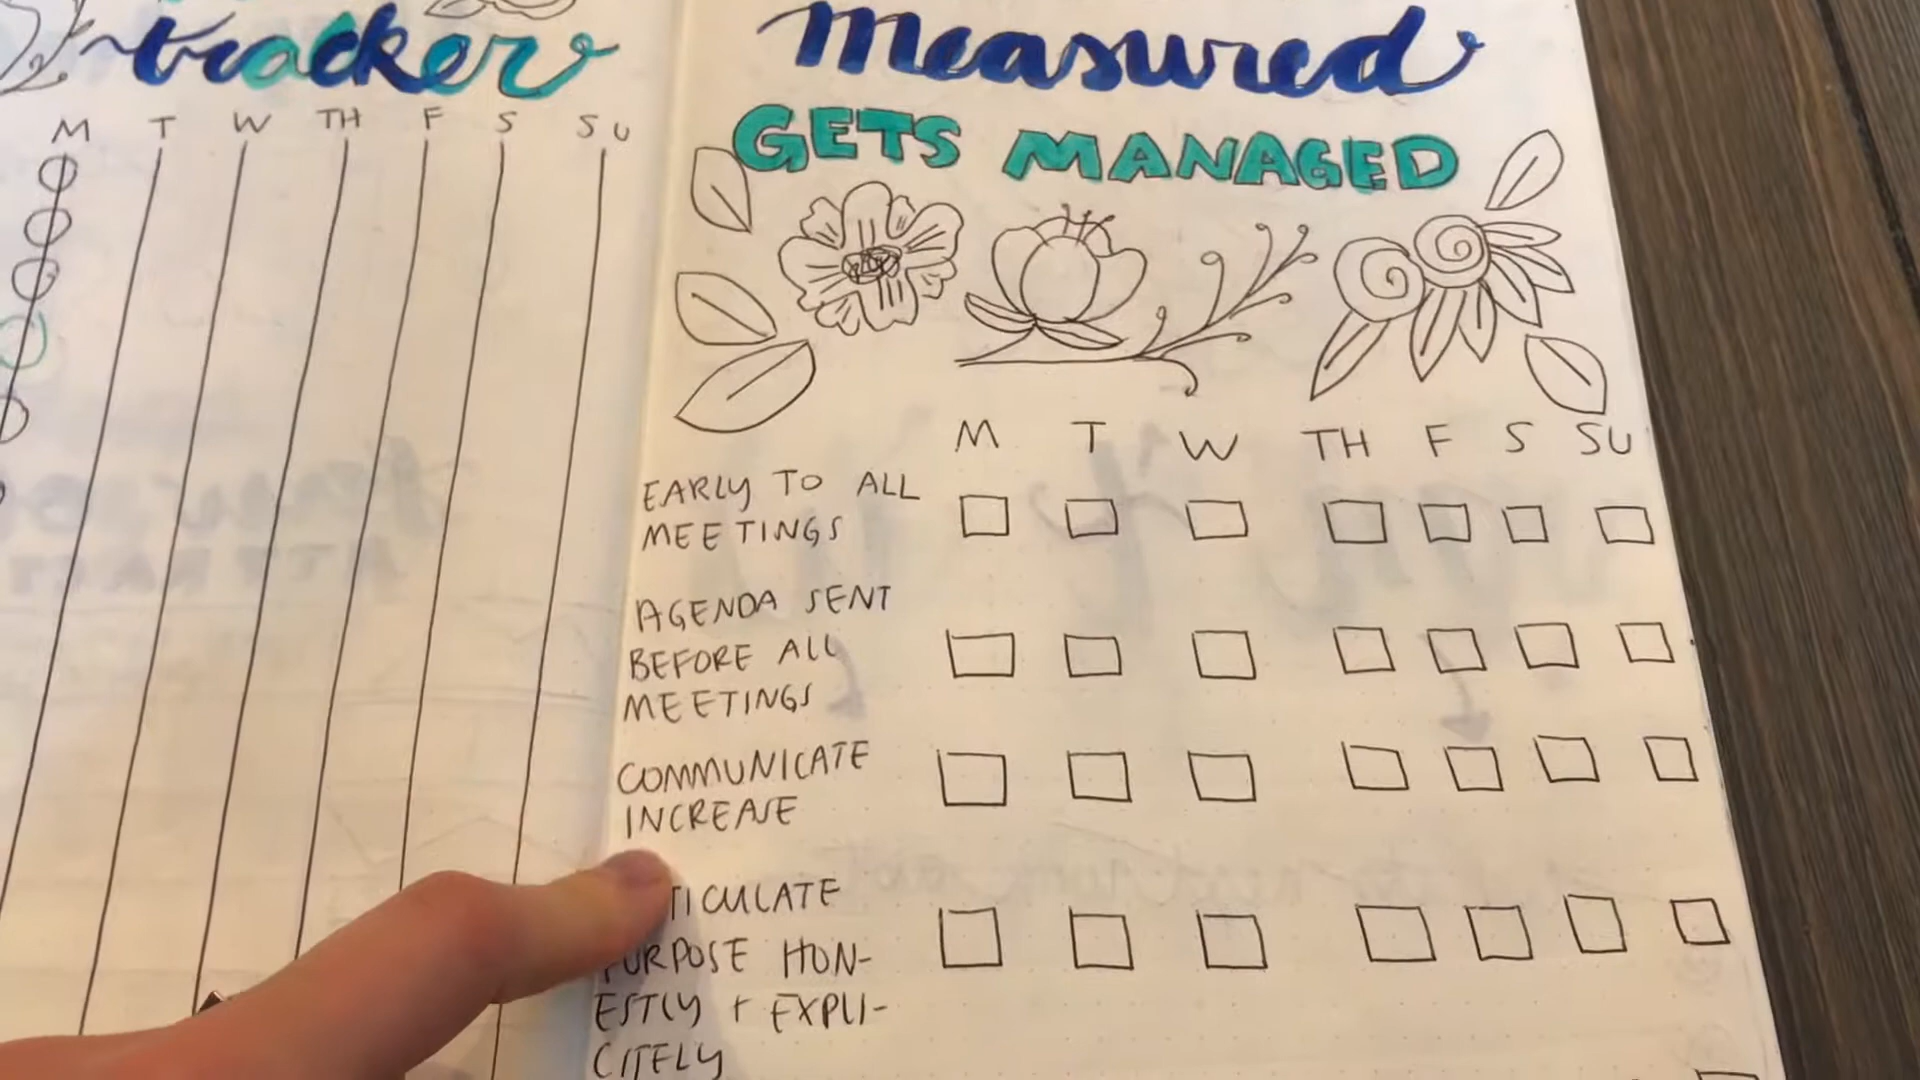 tracker
M T W TH F S SU
measured
GETS MANAGED
M T W TH F S SU
EARLY TO ALL
MEETINGS
AGENDA SENT
BEFORE ALL
MEETINGS
COMMUNICATE
INCREASE
TICULATE
PURPOSE HON-
ESTLY + EXPLI-
CITELY